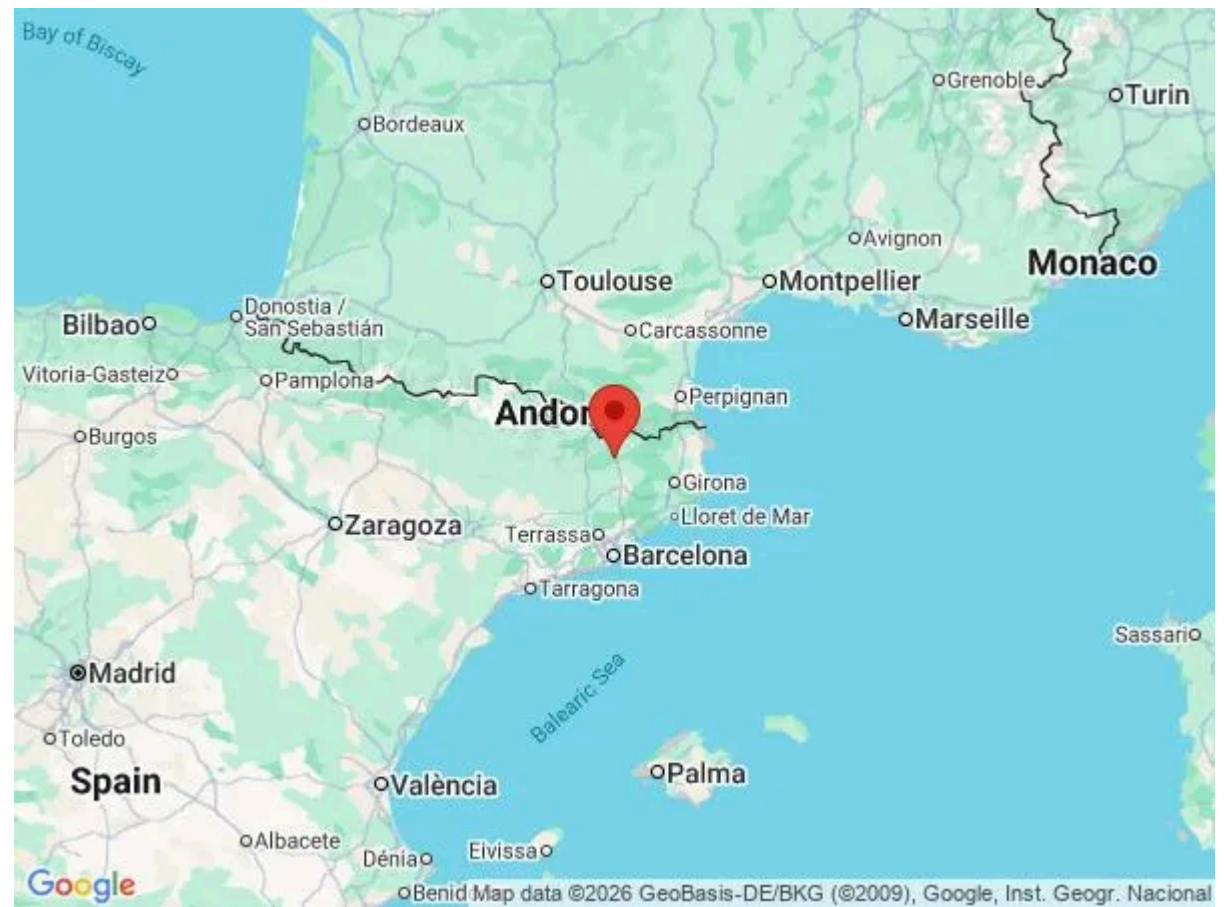 Bay of Biscay
Grenoble
Turin
Bordeaux
Avignon
Monaco
Toulouse
Montpellier
Donostia /
San Sebastián
Bilbao
Carcassonne
Marseille
Vitoria-Gasteiz
Pamplona
Perpignan
Andor
Burgos
Girona
Lloret de Mar
Zaragoza
Terrassa
Barcelona
Tarragona
Sassari
Madrid
Balearic Sea
Toledo
Palma
Spain
València
Albacete
Eivissa
Dénia
Google
Benid
Map data ©2026 GeoBasis-DE/BKG (©2009), Google, Inst. Geogr. Nacional